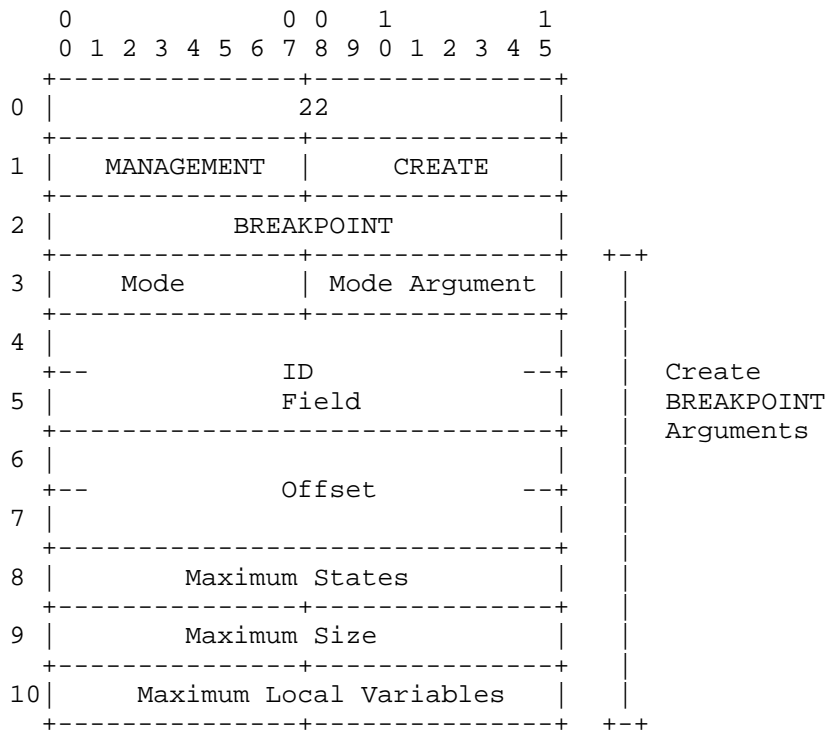 0 0 0 1 1
0 1 2 3 4 5 6 7 8 9 0 1 2 3 4 5
+---------------+---------------+
0 | 22 |
+---------------+---------------+
1 | MANAGEMENT | CREATE |
+---------------+---------------+
2 | BREAKPOINT |
+---------------+---------------+ +-+
3 | Mode | Mode Argument | |
+---------------+---------------+ |
4 | | |
+-- ID --+ | Create
5 | Field | | BREAKPOINT
+-------------------------------+ | Arguments
6 | | |
+-- Offset --+ |
7 | | |
+-------------------------------+ |
8 | Maximum States | |
+---------------+---------------+ |
9 | Maximum Size | |
+---------------+---------------+ |
10| Maximum Local Variables | |
+---------------+---------------+ +-+